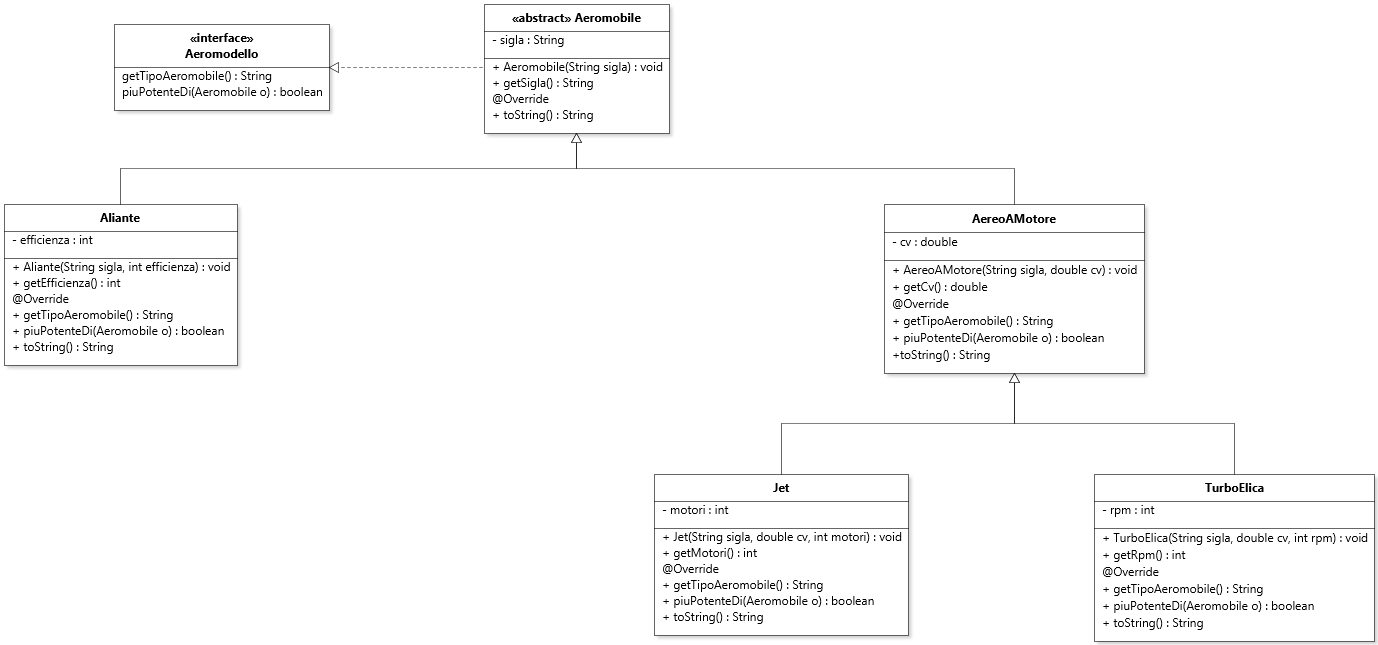 «interface»
Aeromodello
getTipoAeromobile() : String
piuPotenteDi(Aeromobile o) : boolean
«abstract» Aeromobile
- sigla : String
+ Aeromobile(String sigla) : void
+ getSigla() : String
@Override
+ toString() : String
Aliante
- efficienza : int
+ Aliante(String sigla, int efficienza) : void
+ getEfficienza() : int
@Override
+ getTipoAeromobile() : String
+ piuPotenteDi(Aeromobile o) : boolean
+ toString() : String
AereoAMotore
- cv : double
+ AereoAMotore(String sigla, double cv) : void
+ getCv() : double
@Override
+ getTipoAeromobile() : String
+ piuPotenteDi(Aeromobile o) : boolean
+toString() : String
Jet
- motori : int
+ Jet(String sigla, double cv, int motori) : void
+ getMotori() : int
@Override
+ getTipoAeromobile() : String
+ piuPotenteDi(Aeromobile o) : boolean
+ toString() : String
TurboElica
- rpm : int
+ TurboElica(String sigla, double cv, int rpm) : void
+ getRpm() : int
@Override
+ getTipoAeromobile() : String
+ piuPotenteDi(Aeromobile o) : boolean
+ toString() : String